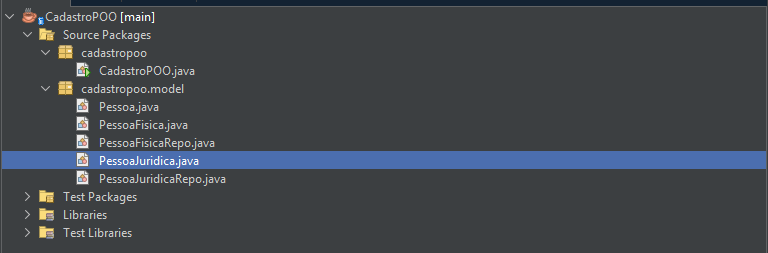 CadastroPOO [main]
Source Packages
cadastropoo
CadastroPOO.java
cadastropoo.model
Pessoa.java
PessoaFisica.java
PessoaFisicaRepo.java
PessoaJuridica.java
PessoaJuridicaRepo.java
Test Packages
Libraries
Test Libraries